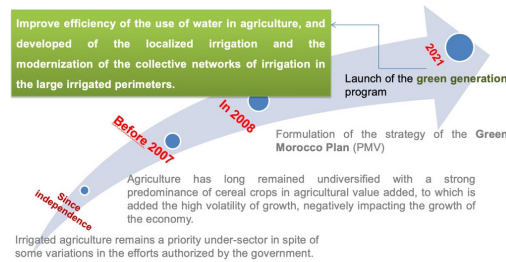 Improve efficiency of the use of water in agriculture, and
developed of the localized irrigation and the
modernization of the collective networks of irrigation in
the large irrigated perimeters.
2021
Launch of the green generation
program
In 2008
Formulation of the strategy of the Green
Morocco Plan (PMV)
Before 2007
Agriculture has long remained undiversified with a strong
predominance of cereal crops in agricultural value added, to which is
added the high volatility of growth, negatively impacting the growth of
the economy.
Since
independence
Irrigated agriculture remains a priority under-sector in spite of
some variations in the efforts authorized by the government.